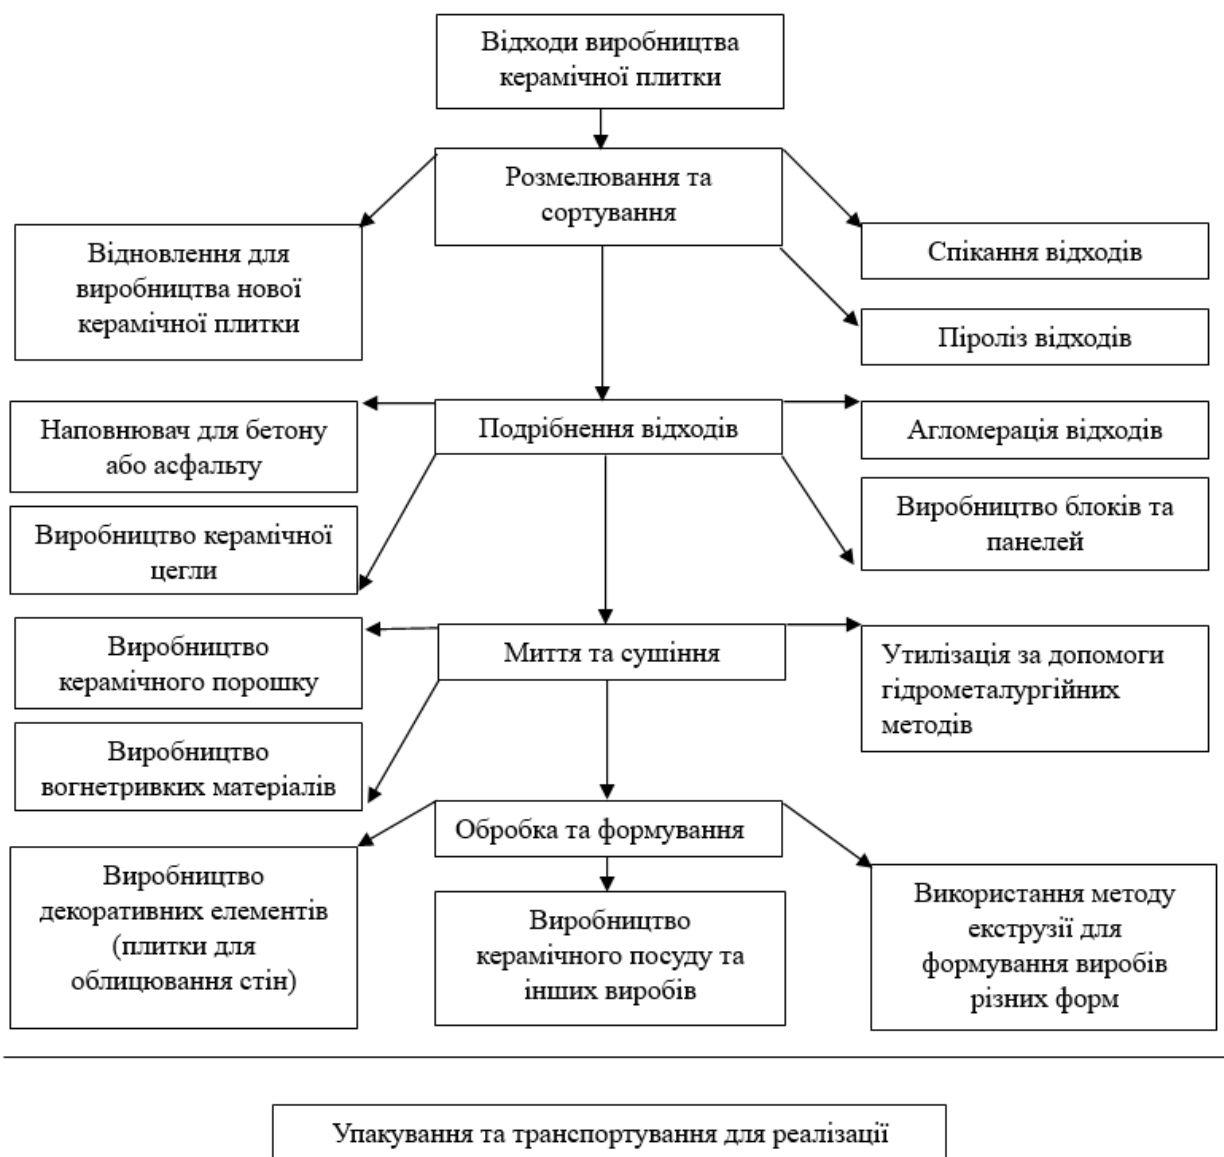 Відходи виробництва
керамічної плитки
Розмелювання та
сортування
Відновлення для
виробництва нової
керамічної плитки
Спікання відходів
Піроліз відходів
Наповнювач для бетону
або асфальту
Подрібнення відходів
Агломерація відходів
Виробництво керамічної
цегли
Виробництво блоків та
панелей
Виробництво
керамічного порошку
Миття та сушіння
Утилізація за допомоги
гідрометалургійних
методів
Виробництво
вогнетривких матеріалів
Обробка та формування
Виробництво
декоративних елементів
(плитки для
облицювання стін)
Виробництво
керамічного посуду та
інших виробів
Використання методу
екструзії для
формування виробів
різних форм
Упакування та транспортування для реалізації